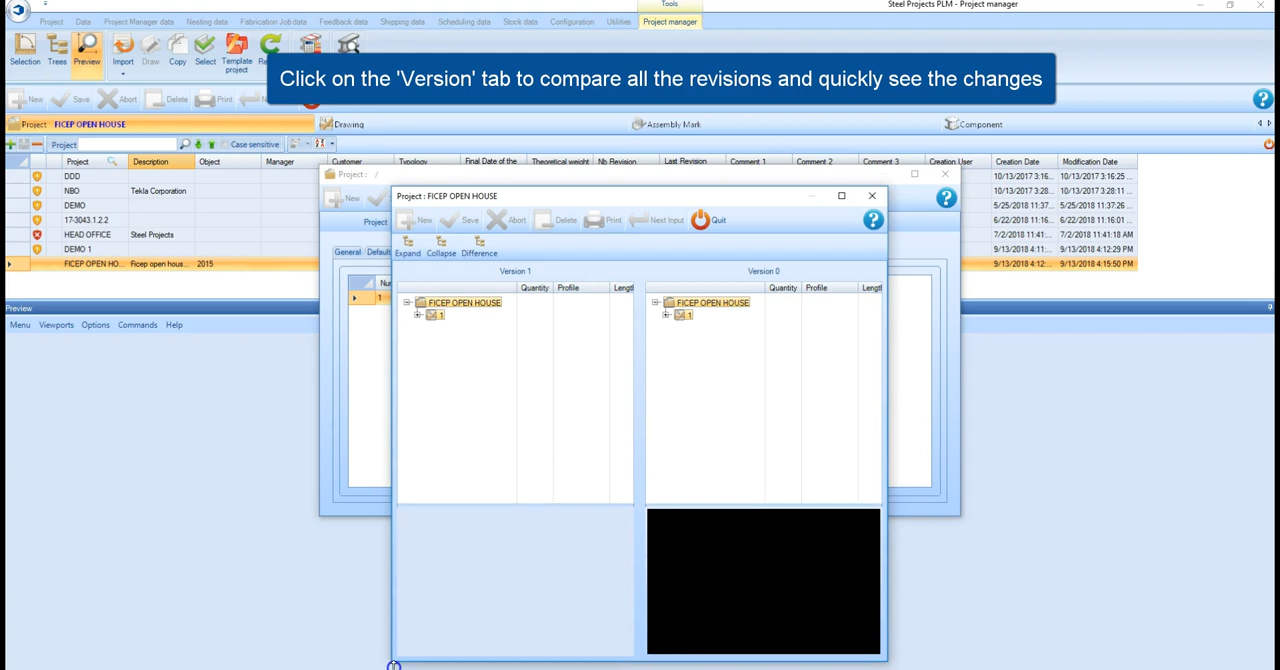 Tools
Steel Projects PLM - Project manager
Project Data Project Manager data Nesting data Fabrication Job data Feedback data Shipping data Scheduling data Stock data Configuration Utilities Project manager
Selection Trees Preview Import Draw Copy Select Template project
Click on the 'Version' tab to compare all the revisions and quickly see the changes
New Save Abort Delete Print
Project FICEP OPEN HOUSE Drawing Assembly Mark Component
Project Case sensitive
Project Description Object Manager Customer Typology Final Date of the Theoretical weight Nb Revision Last Revision Comment 1 Comment 2 Comment 3 Creation User Creation Date Modification Date
DDD 10/13/2017 3:16... 10/13/2017 3:16:25 ...
NBO Tekla Corporation 10/13/2017 3:28... 10/13/2017 3:28:11 ...
DEMO 5/25/2018 11:37... 5/25/2018 11:37:26 ...
17-3043.1.2.2 6/22/2018 11:16... 6/22/2018 11:16:01 ...
HEAD OFFICE Steel Projects 7/2/2018 11:41:... 7/2/2018 11:41:18 AM
DEMO 1 9/13/2018 4:11:... 9/13/2018 4:12:29 PM
FICEP OPEN HO... Ficep open hous... 2015 9/13/2018 4:12:... 9/13/2018 4:15:50 PM
Preview
Menu Viewports Options Commands Help
Project : /
New
Project
General Default
Nu
1
Project : FICEP OPEN HOUSE
New Save Abort Delete Print Next Input Quit
Expand Collapse Difference
Version 1 Version 0
Quantity Profile Length Quantity Profile Length
FICEP OPEN HOUSE FICEP OPEN HOUSE
1 1